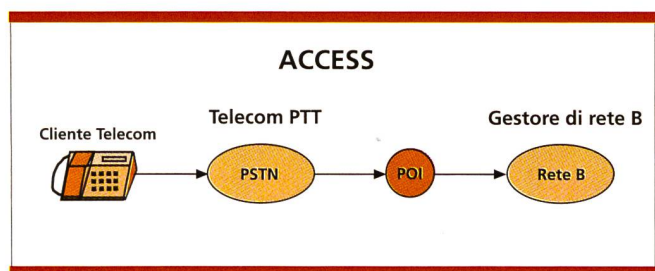 ACCESS
Telecom PTT
Gestore di rete B
Cliente Telecom
PSTN
POI
Rete B